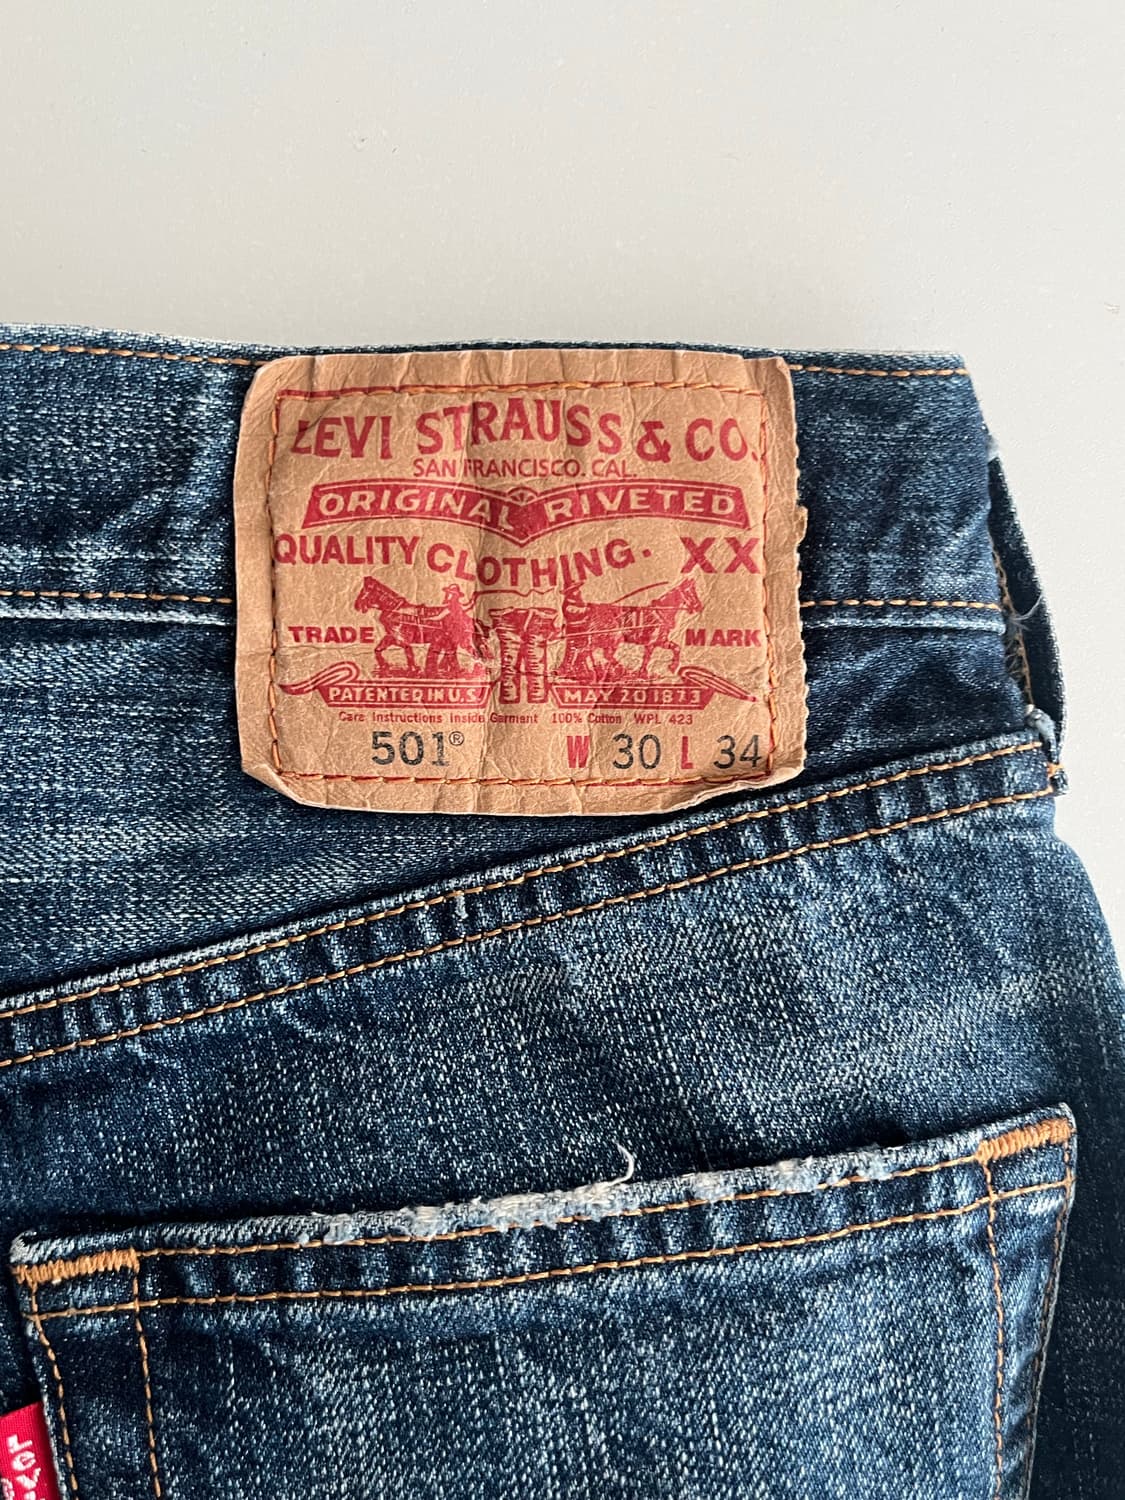 LEVI STRAUSS & CO.
SAN FRANCISCO. CAL.
ORIGINAL RIVETED
QUALITY CLOTHING. XX
TRADE MARK
PATENTED IN U.S. MAY 20 1873
Care Instructions Inside Garment 100% Cotton WPL 423
501® W 30 L 34